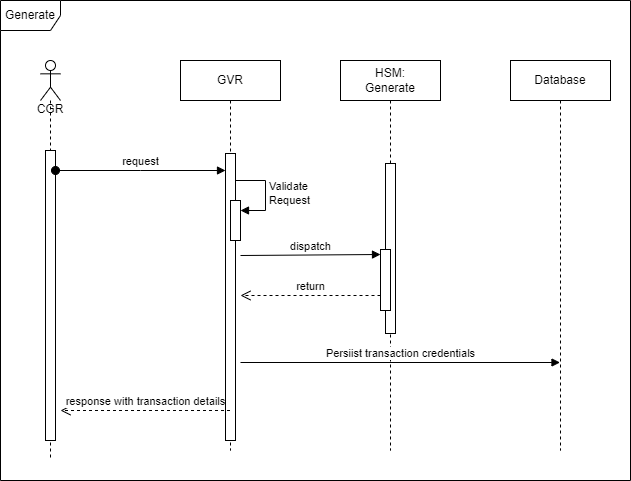 Generate
CGR
GVR
HSM:
Generate
Database
request
Validate
Request
dispatch
return
Persiist transaction credentials
response with transaction details